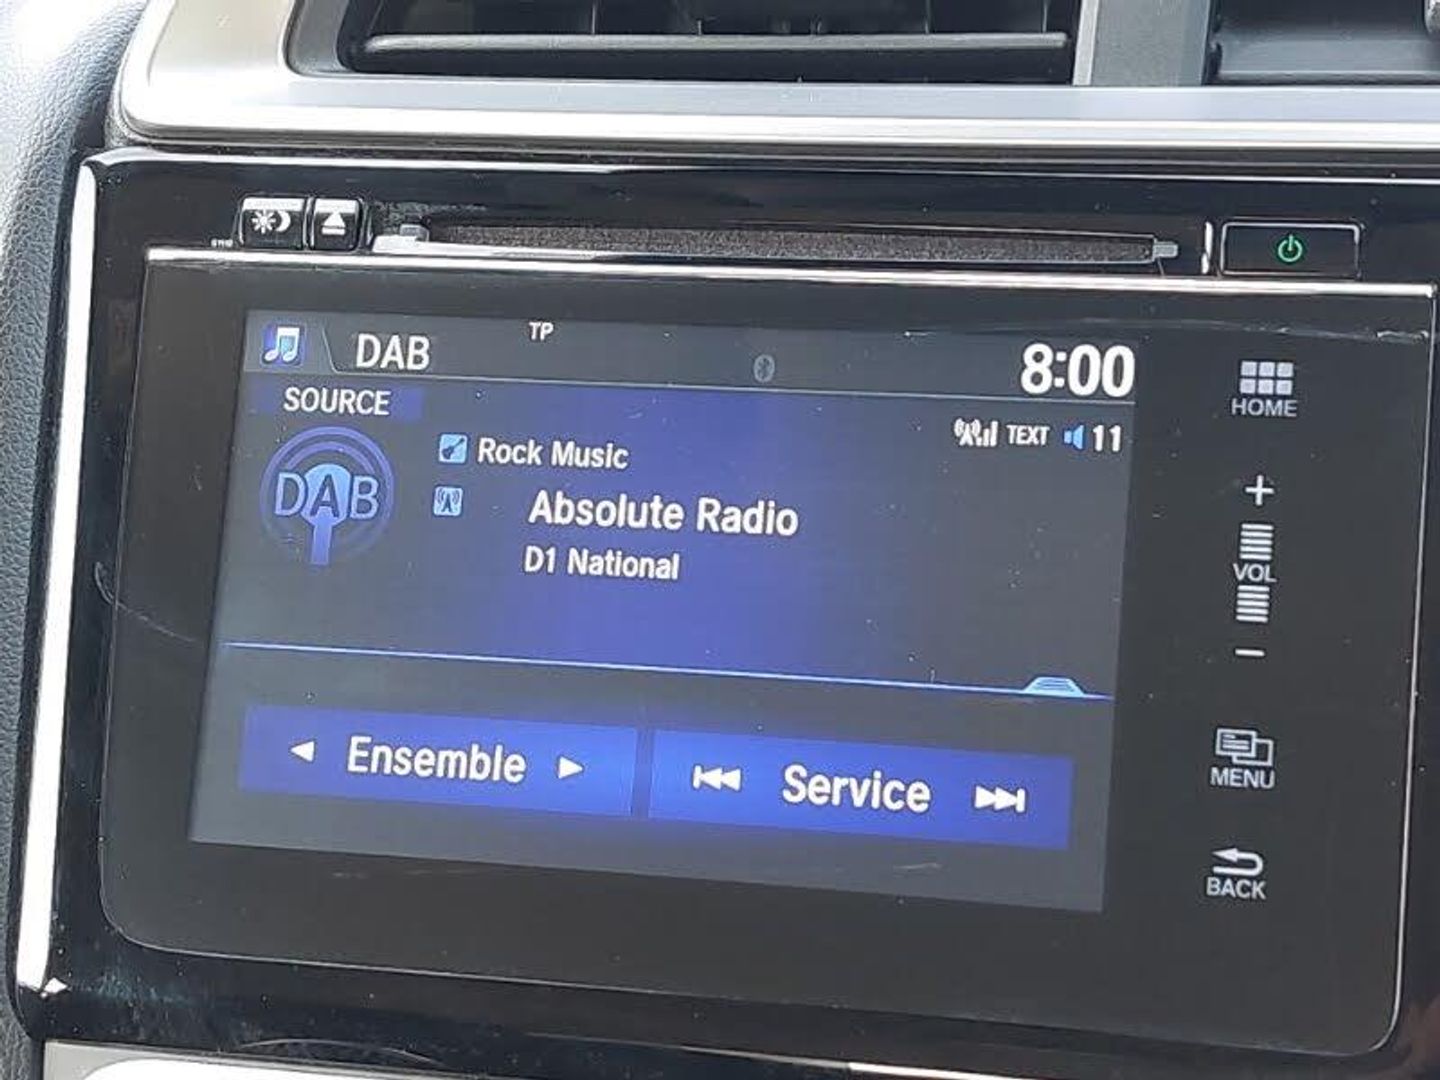 TP
DAB
8:00
SOURCE
TEXT 11
Rock Music
DAB
Absolute Radio
D1 National
Ensemble
Service
HOME
+
VOL
-
MENU
BACK